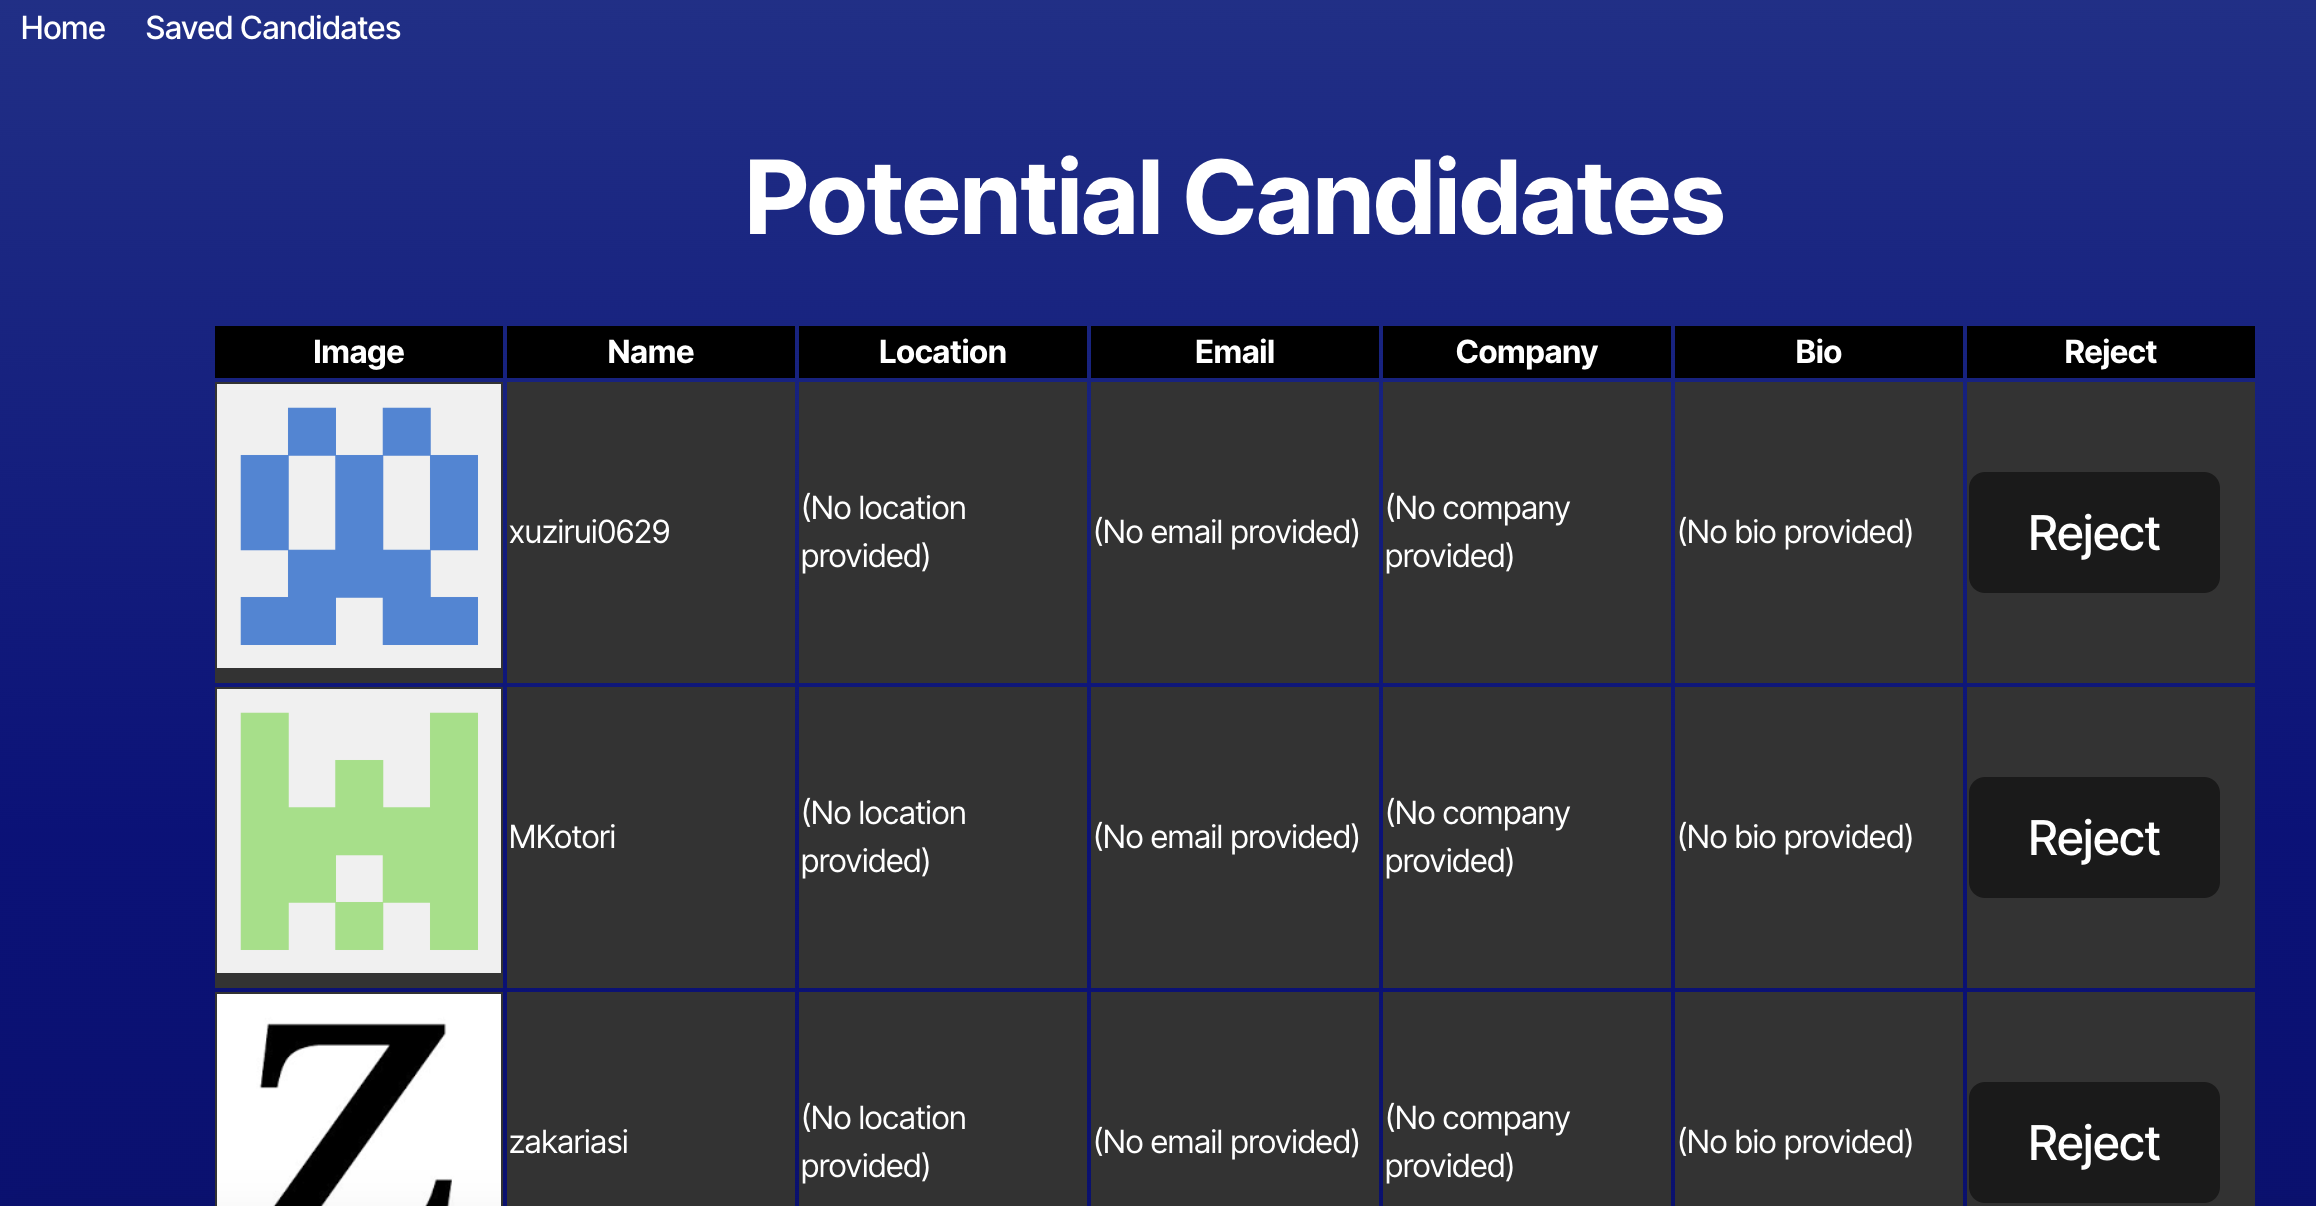 Home Saved Candidates
Potential Candidates
Image Name Location Email Company Bio Reject
xuzirui0629 (No location provided) (No email provided) (No company provided) (No bio provided) Reject
MKotori (No location provided) (No email provided) (No company provided) (No bio provided) Reject
Z zakariasi (No location provided) (No email provided) (No company provided) (No bio provided) Reject